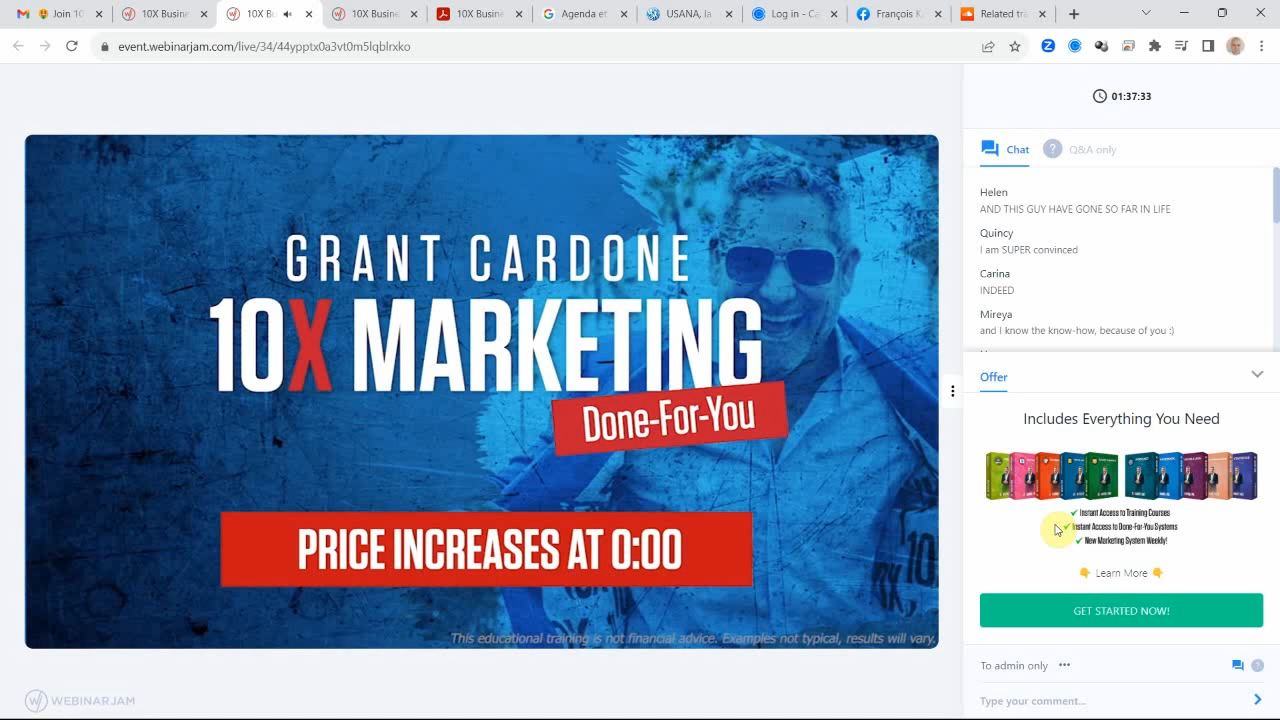 Join 10
10X Busine
10X B
10X Busine
10X Busine
Agenda et
USANA,
Log in - Ca
François K
Related tra
event.webinarjam.com/live/34/44ypptx0a3vt0m5lqblrxko
01:37:33
Chat
Q&A only
Helen
AND THIS GUY HAVE GONE SO FAR IN LIFE
Quincy
I am SUPER convinced
Carina
INDEED
Mireya
and I know the know-how, because of you :)
GRANT CARDONE
10X MARKETING
Done-For-You
PRICE INCREASES AT 0:00
This educational training is not financial advice. Examples not typical, results will vary.
Offer
Includes Everything You Need
Instant Access to Training Courses
Instant Access to Done-For-You Systems
New Marketing System Weekly!
Learn More
GET STARTED NOW!
To admin only
Type your comment...
WEBINARJAM